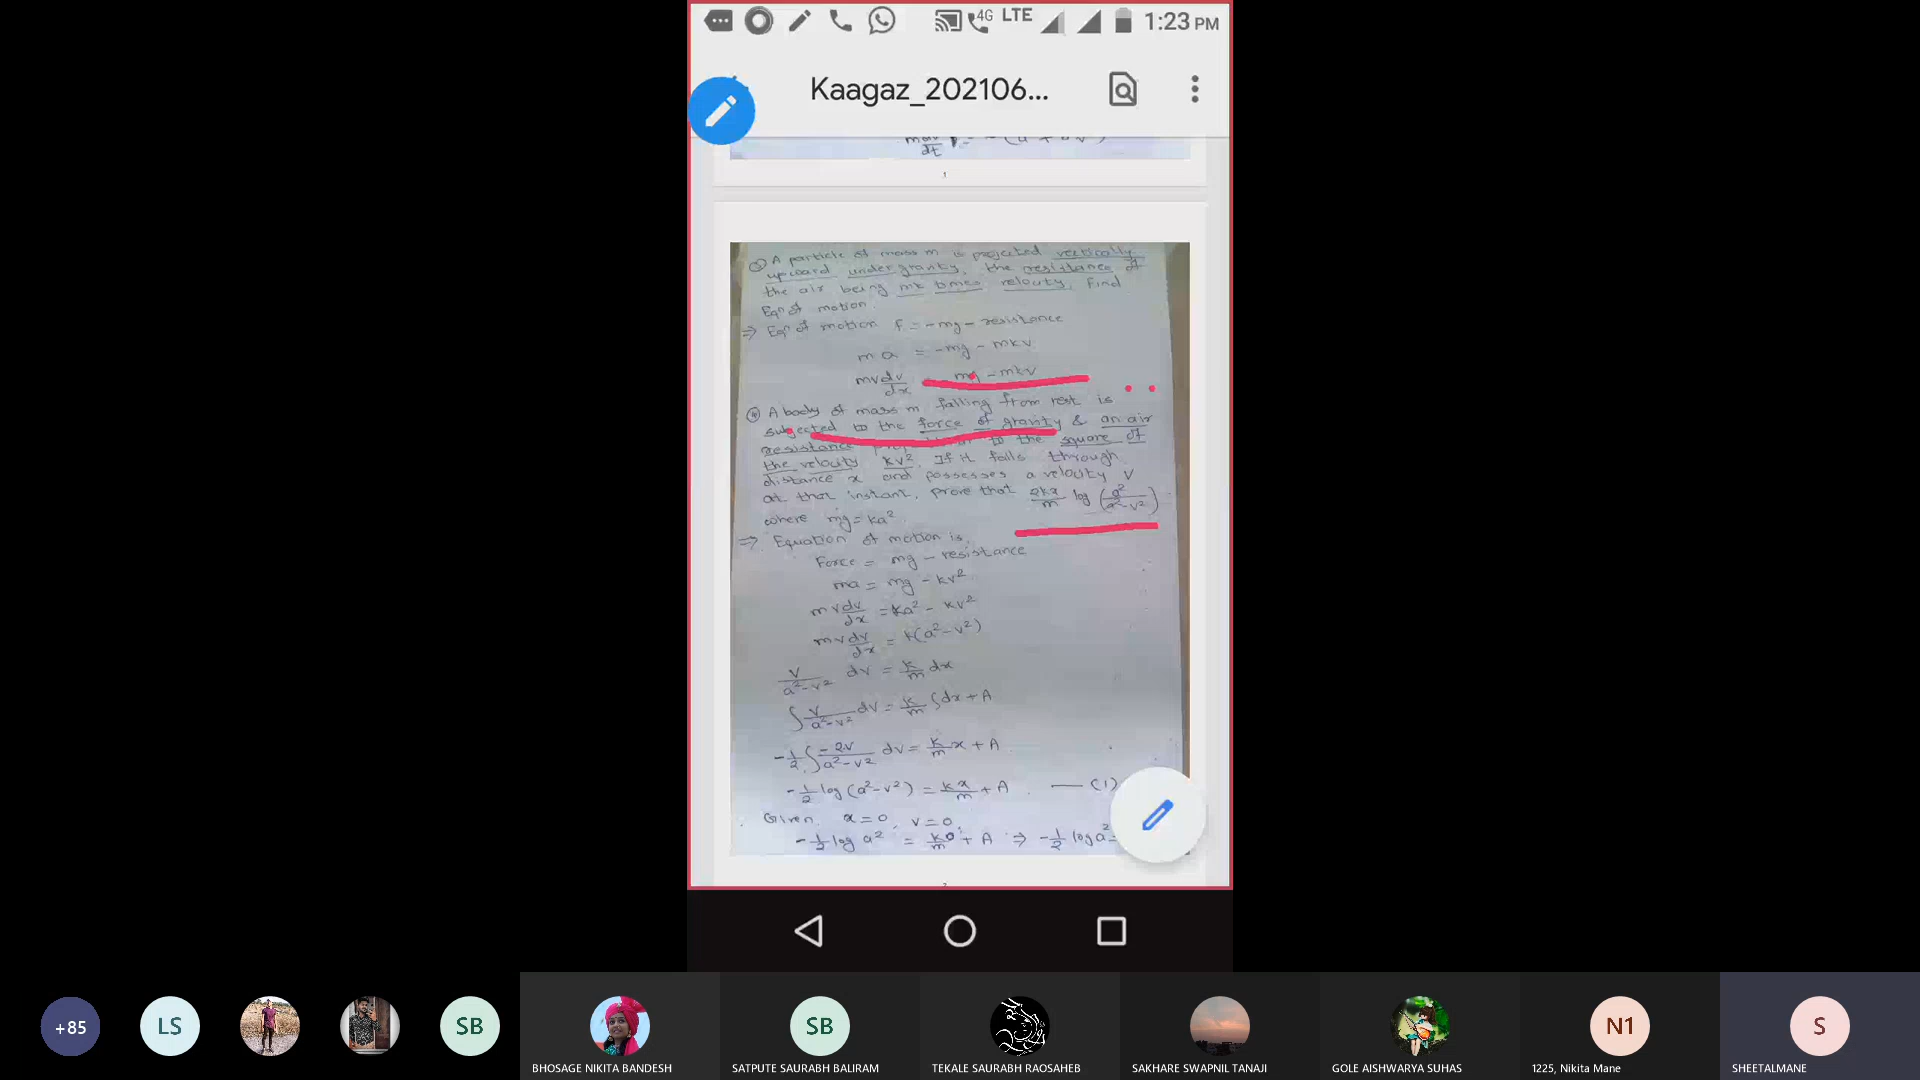 4G LTE 1:23 PM
Kaagaz_202106...
1
③ A particle of mass m is projected vertically
upward under gravity, the resistance of
the air being mk times velocity. Find
Eqn of motion.
⇒ Eqn of motion F = -mg - resistance
m a = -mg - mkv
mv dv/dx = mg - mkv
④ A body of mass m falling from rest is
subjected to the force of gravity & an air
resistance to the square of
the velocity kv². If it falls through
distance x and possesses a velocity v
at that instant, prove that 2kx/m log (a²/a²-v²)
where mg = ka².
⇒ Equation of motion is,
Force = mg - resistance
ma = mg - kv²
mv dv/dx = ka² - kv²
mv dv/dx = k(a²-v²)
v/a²-v² dv = k/m dx
∫ v/a²-v² dv = k/m ∫dx + A
-1/2 ∫ -2v/a²-v² dv = k/m x + A
-1/2 log (a²-v²) = kx/m + A — (1)
Given x=0, v=0,
-1/2 log a² = k0/m + A ⇒ -1/2 log a² =
+85
LS
SB
SB
N1
S
BHOSAGE NIKITA BANDESH
SATPUTE SAURABH BALIRAM
TEKALE SAURABH RAOSAHEB
SAKHARE SWAPNIL TANAJI
GOLE AISHWARYA SUHAS
1225, Nikita Mane
SHEETALMANE